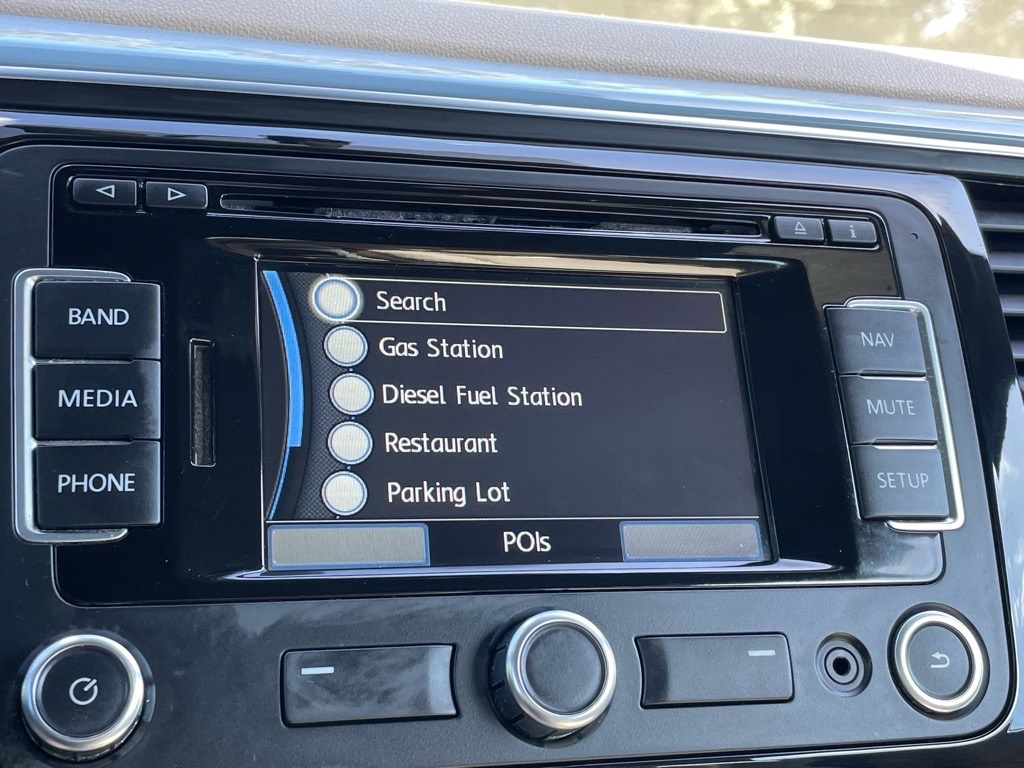 BAND
MEDIA
PHONE
Search
Gas Station
Diesel Fuel Station
Restaurant
Parking Lot
POIs
i
NAV
MUTE
SETUP